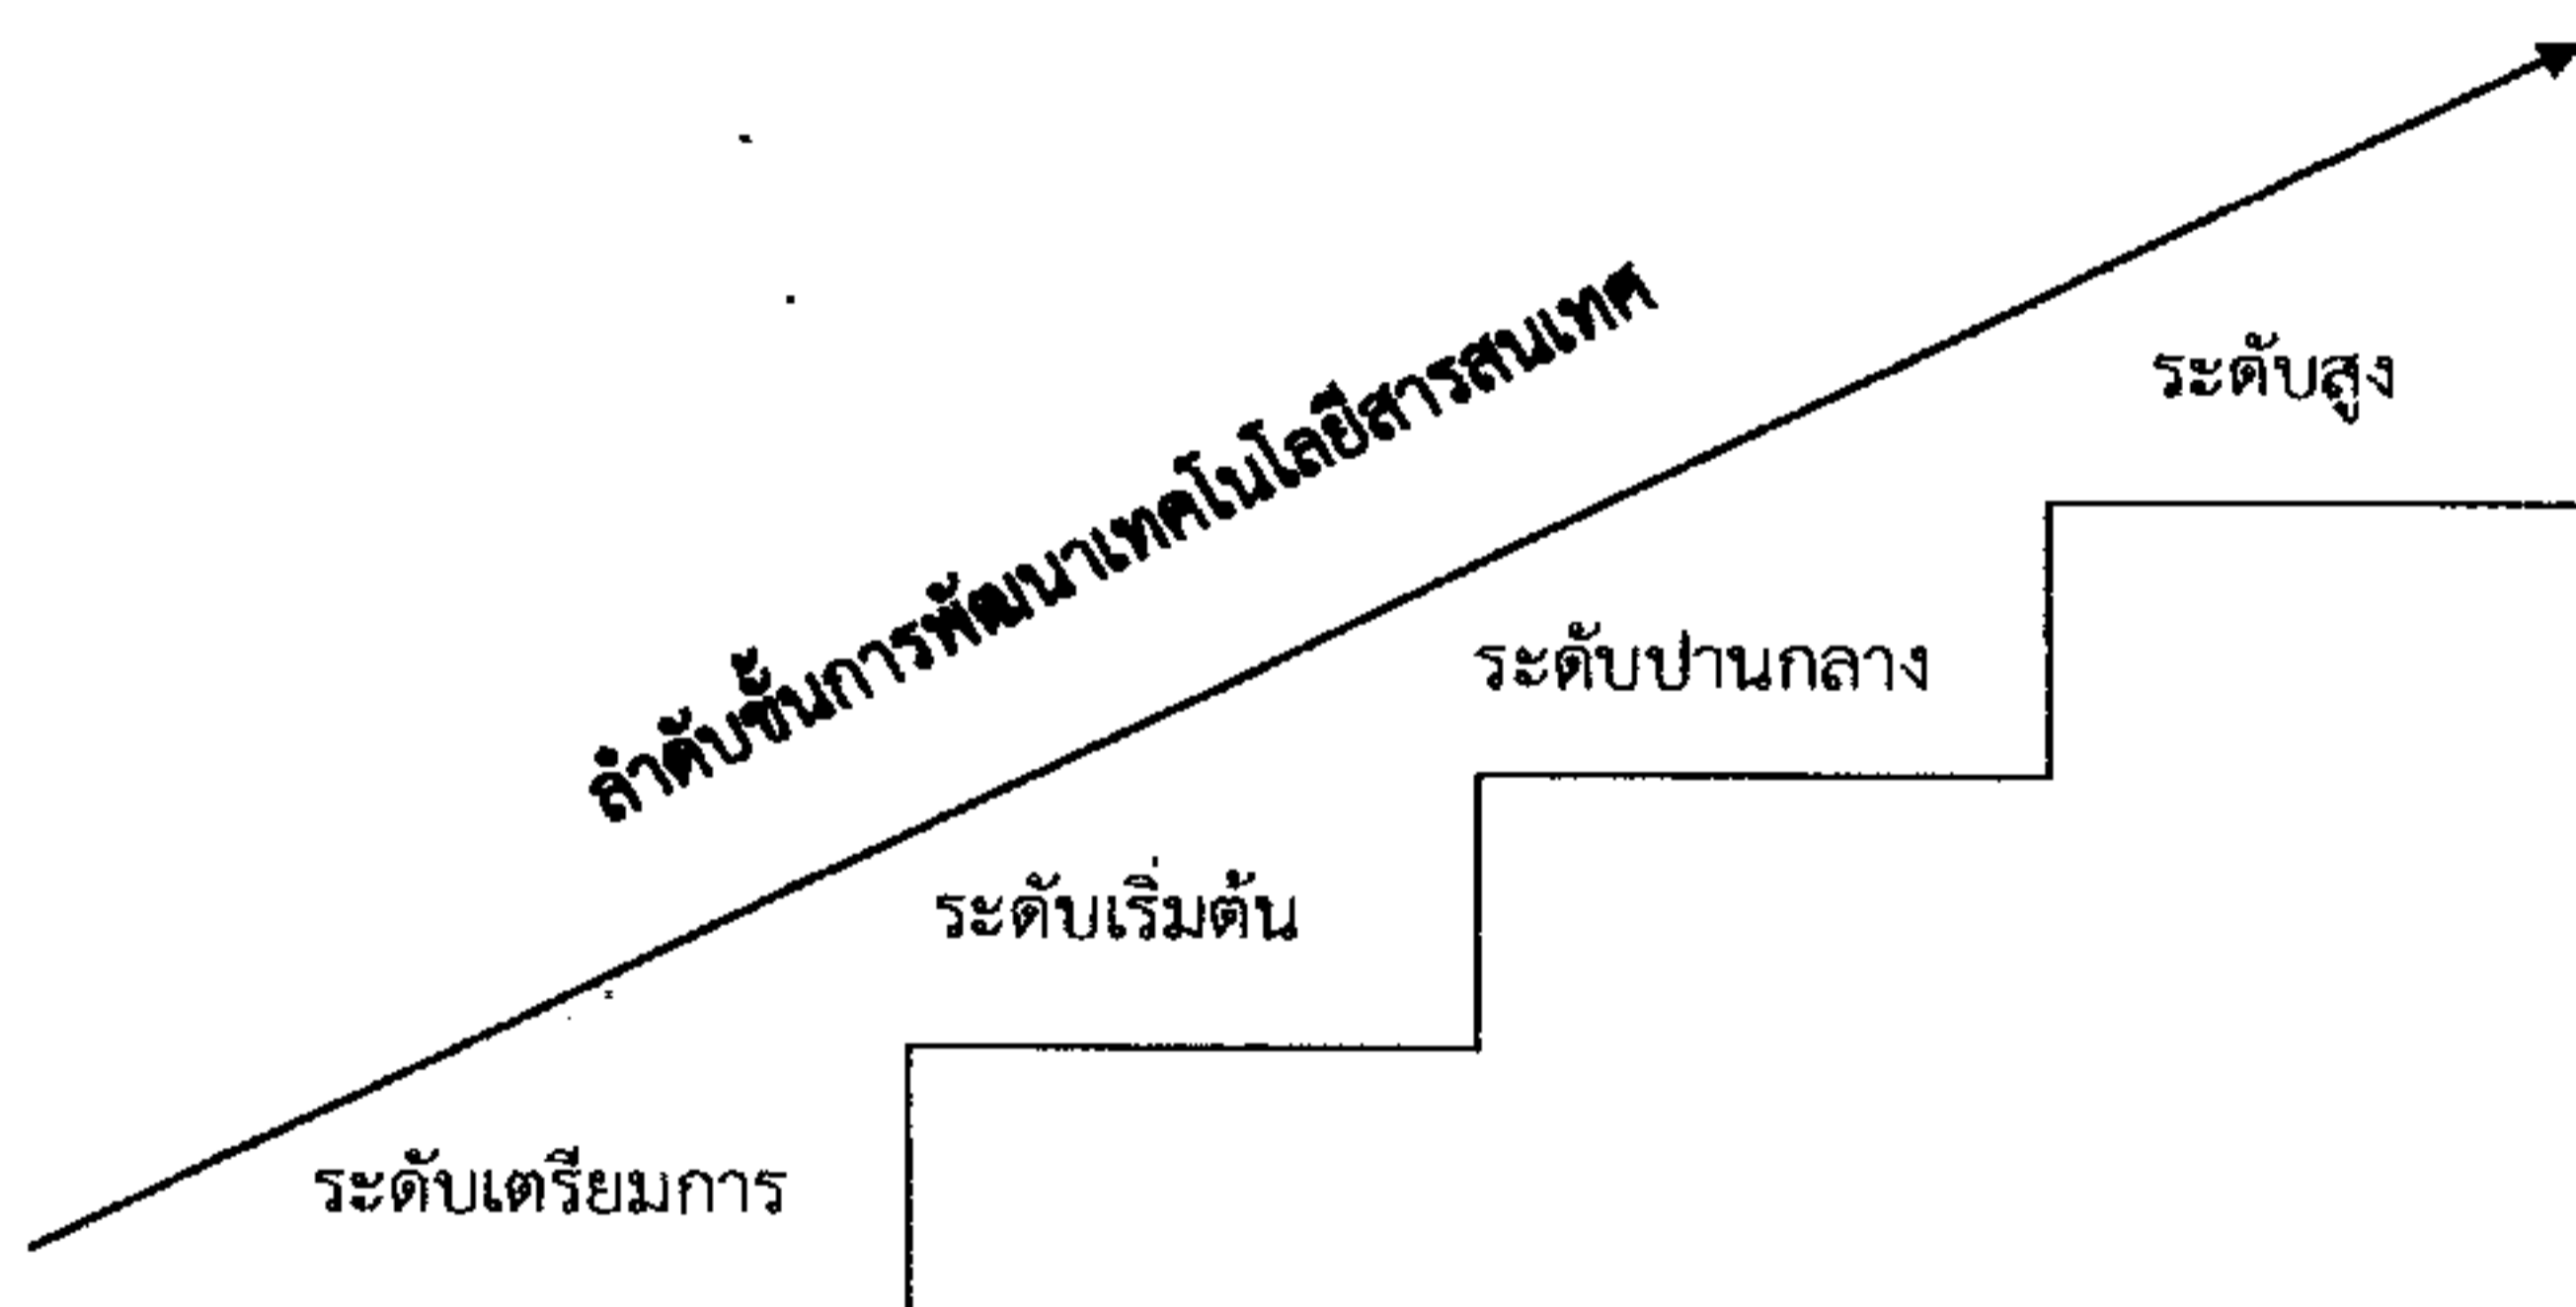 ลำดับขั้นการพัฒนาเทคโนโลยีสารสนเทศ
ระดับสูง
ระดับปานกลาง
ระดับเริ่มต้น
ระดับเตรียมการ